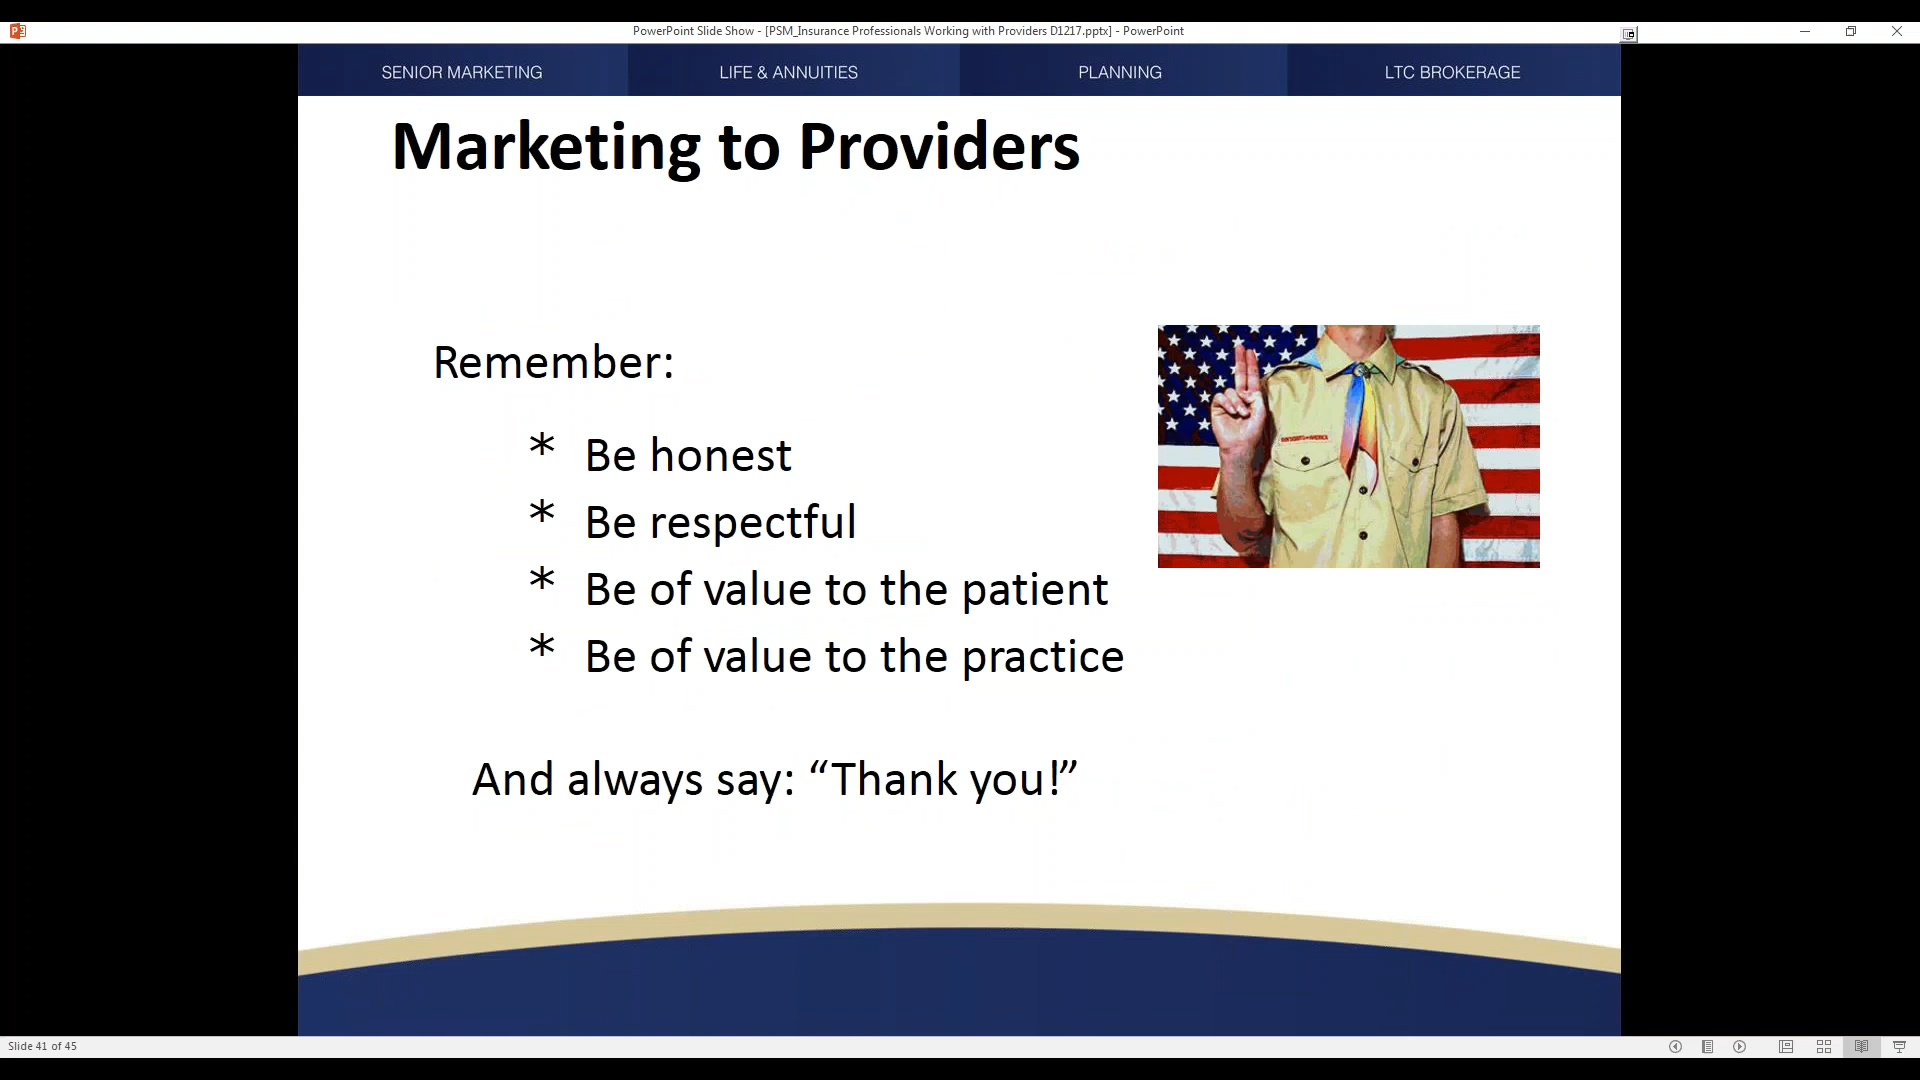 PowerPoint Slide Show - [PSM_Insurance Professionals Working with Providers D1217.pptx] - PowerPoint
SENIOR MARKETING
LIFE & ANNUITIES
PLANNING
LTC BROKERAGE
Marketing to Providers
Remember:
* Be honest
* Be respectful
* Be of value to the patient
* Be of value to the practice
And always say: “Thank you!”
Slide 41 of 45